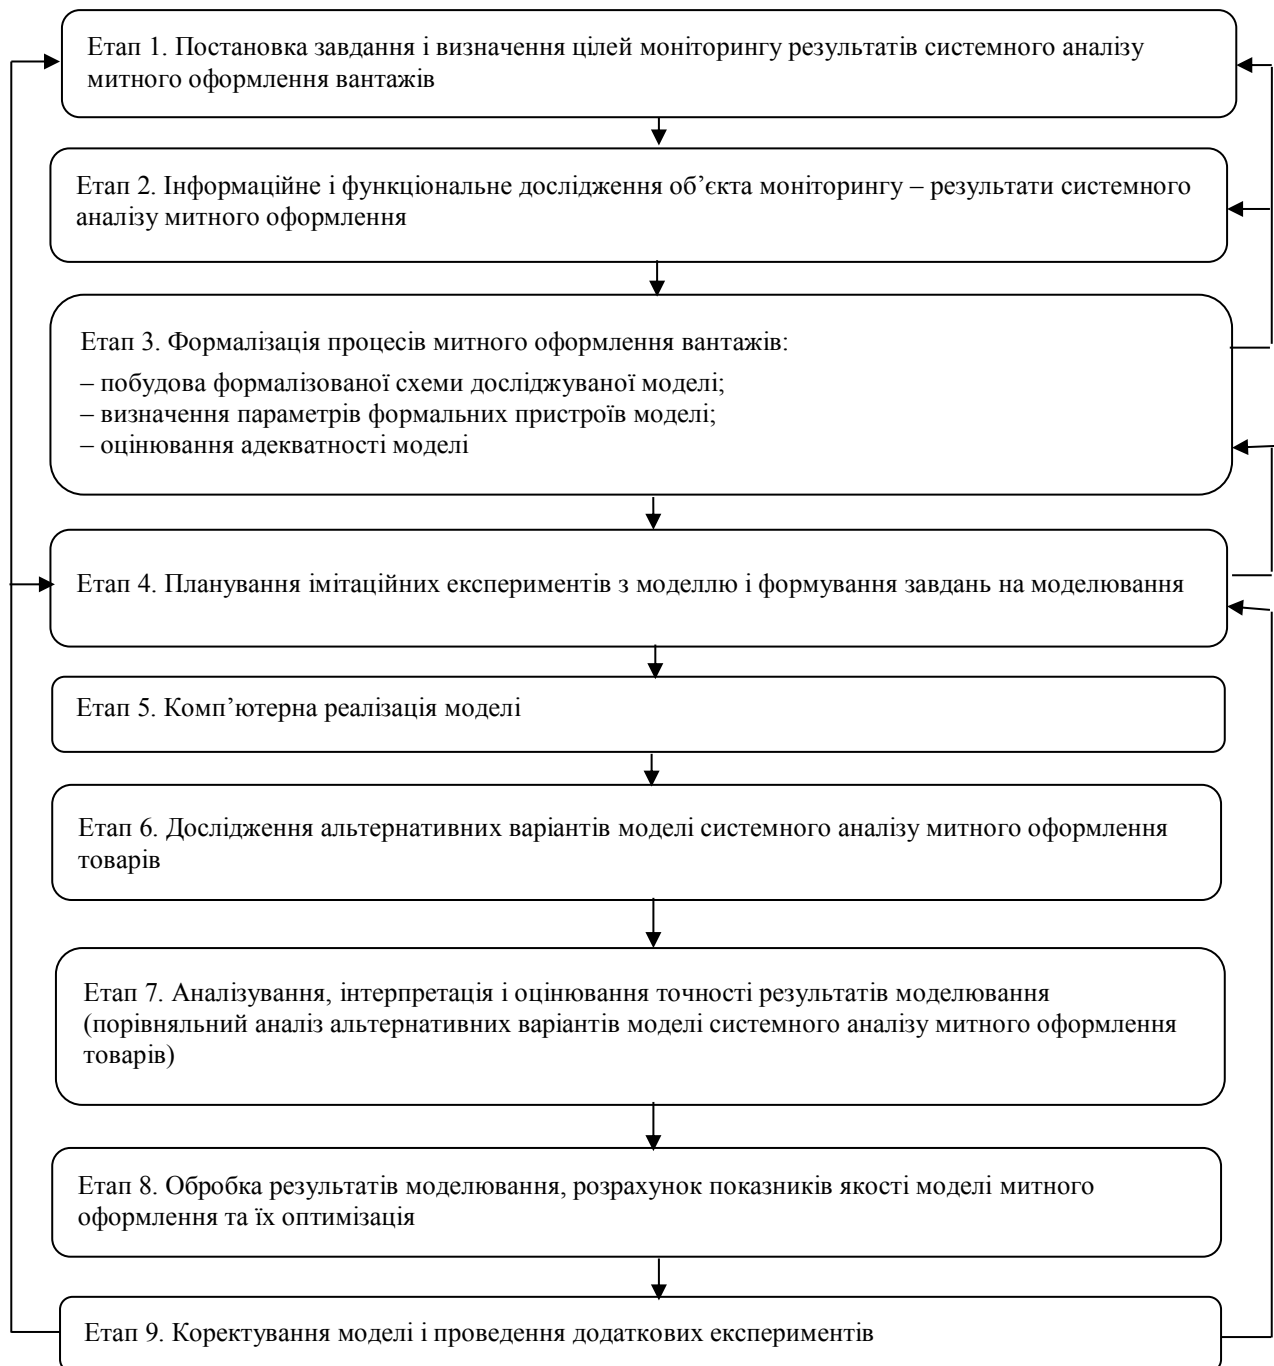 Етап 1. Постановка завдання і визначення цілей моніторингу результатів системного аналізу
митного оформлення вантажів
Етап 2. Інформаційне і функціональне дослідження об’єкта моніторингу – результати системного
аналізу митного оформлення
Етап 3. Формалізація процесів митного оформлення вантажів:
– побудова формалізованої схеми досліджуваної моделі;
– визначення параметрів формальних пристроїв моделі;
– оцінювання адекватності моделі
Етап 4. Планування імітаційних експериментів з моделлю і формування завдань на моделювання
Етап 5. Комп’ютерна реалізація моделі
Етап 6. Дослідження альтернативних варіантів моделі системного аналізу митного оформлення
товарів
Етап 7. Аналізування, інтерпретація і оцінювання точності результатів моделювання
(порівняльний аналіз альтернативних варіантів моделі системного аналізу митного оформлення
товарів)
Етап 8. Обробка результатів моделювання, розрахунок показників якості моделі митного
оформлення та їх оптимізація
Етап 9. Коректування моделі і проведення додаткових експериментів